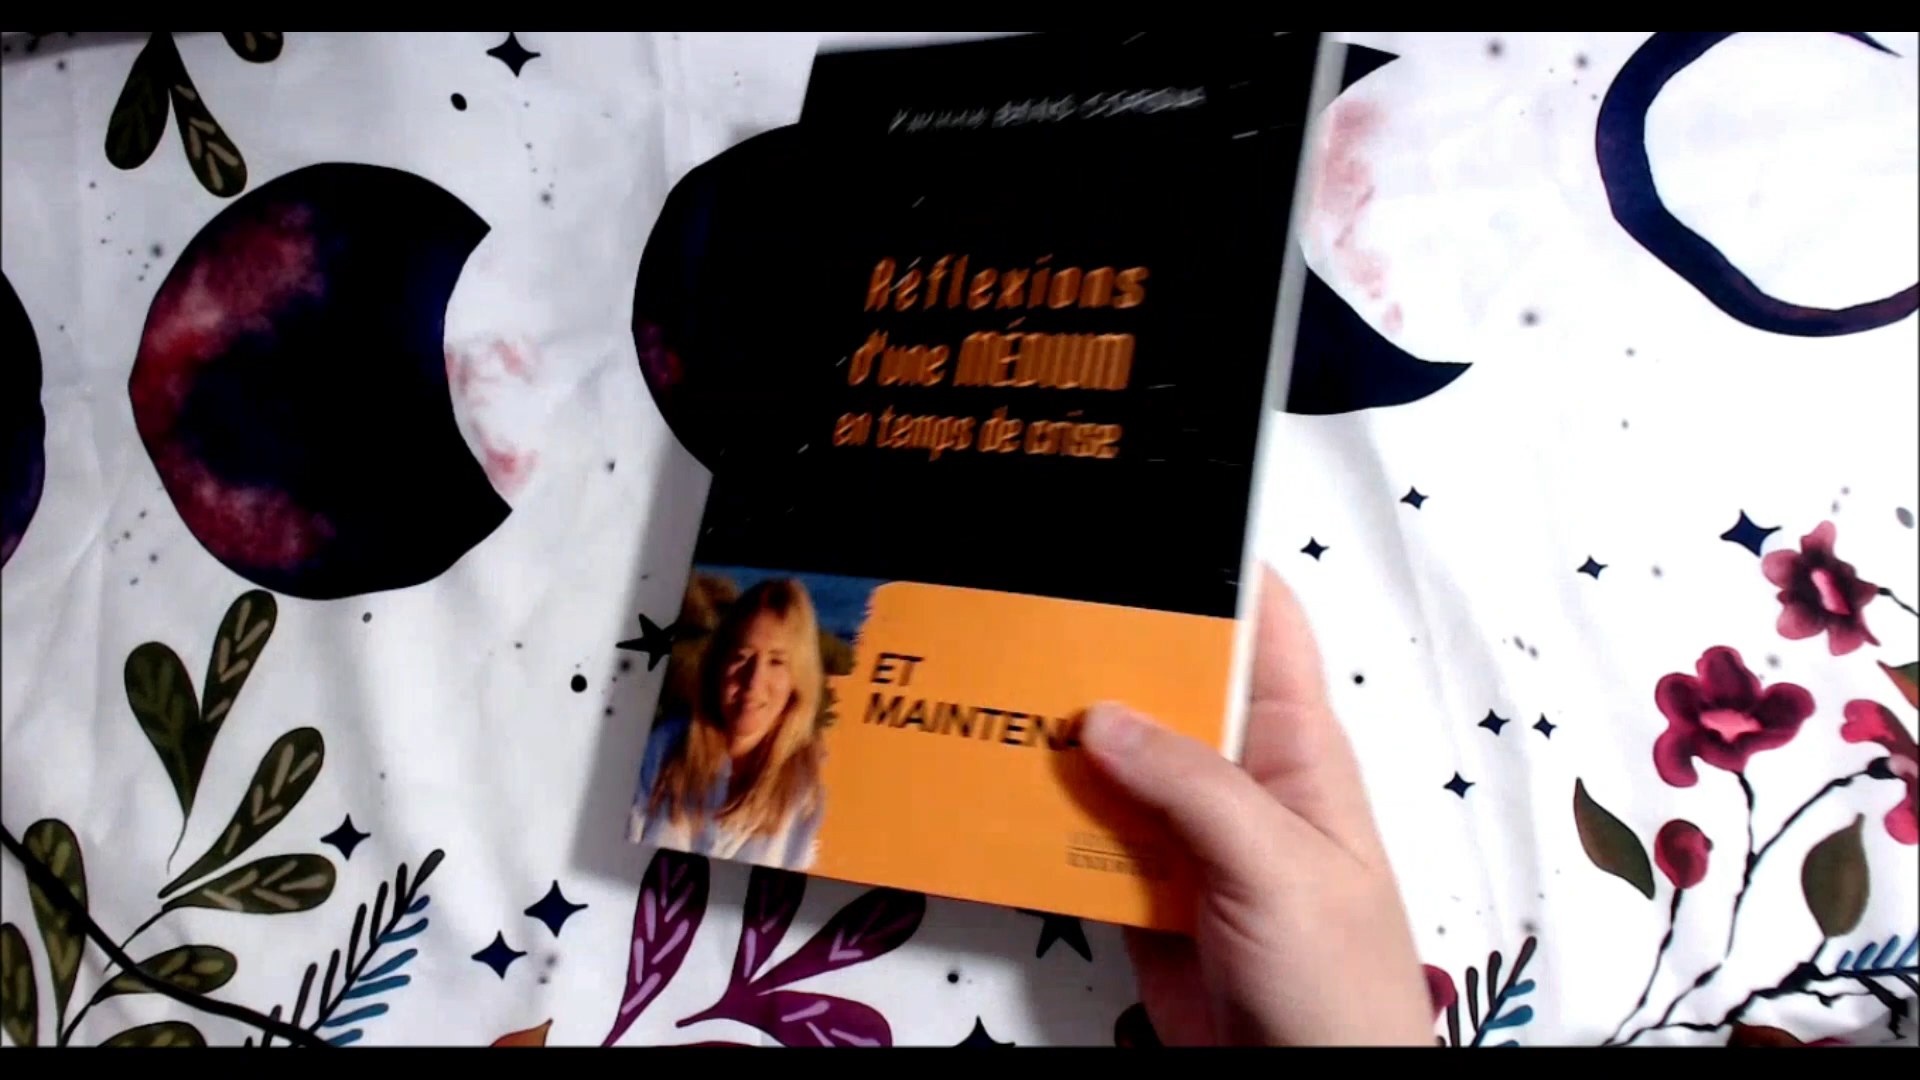 Réflexions
d'une MÉDIUM
en temps de crise
ET
MAINTENA